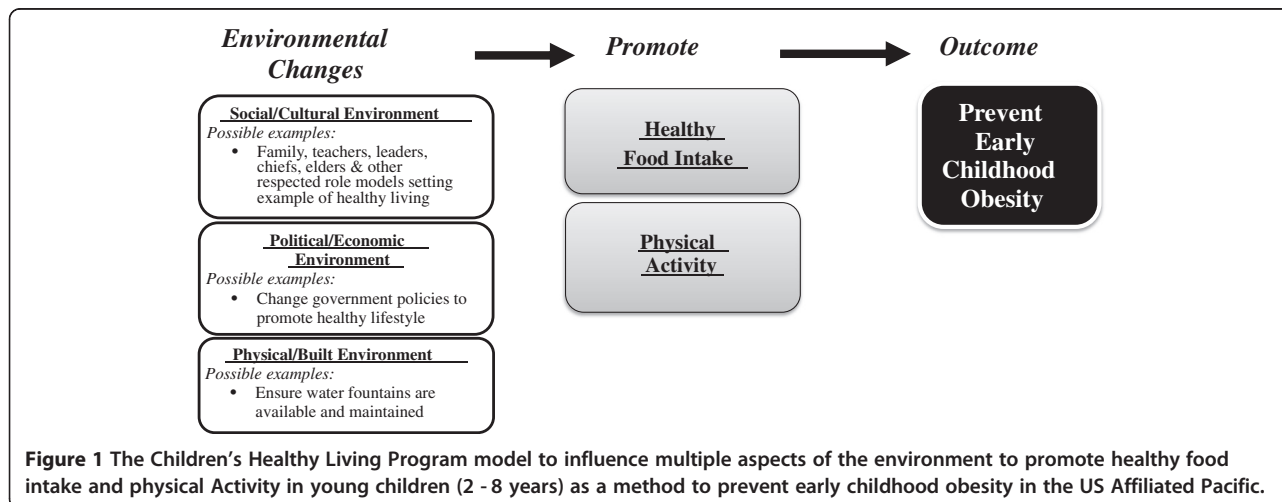 Environmental
Changes
Promote
Outcome
Social/Cultural Environment
Possible examples:
• Family, teachers, leaders,
chiefs, elders & other
respected role models setting
example of healthy living
Political/Economic
Environment
Possible examples:
• Change government policies to
promote healthy lifestyle
Physical/Built Environment
Possible examples:
• Ensure water fountains are
available and maintained
Healthy
Food Intake
Physical
Activity
Prevent
Early
Childhood
Obesity
Figure 1 The Children's Healthy Living Program model to influence multiple aspects of the environment to promote healthy food
intake and physical Activity in young children (2 - 8 years) as a method to prevent early childhood obesity in the US Affiliated Pacific.